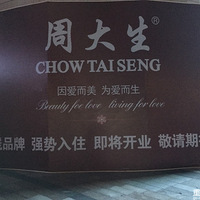 周大生®
CHOW TAI SENG
因爱而美 为爱而生
Beauty for love living for love
品牌 强势入住 即将开业 敬请期